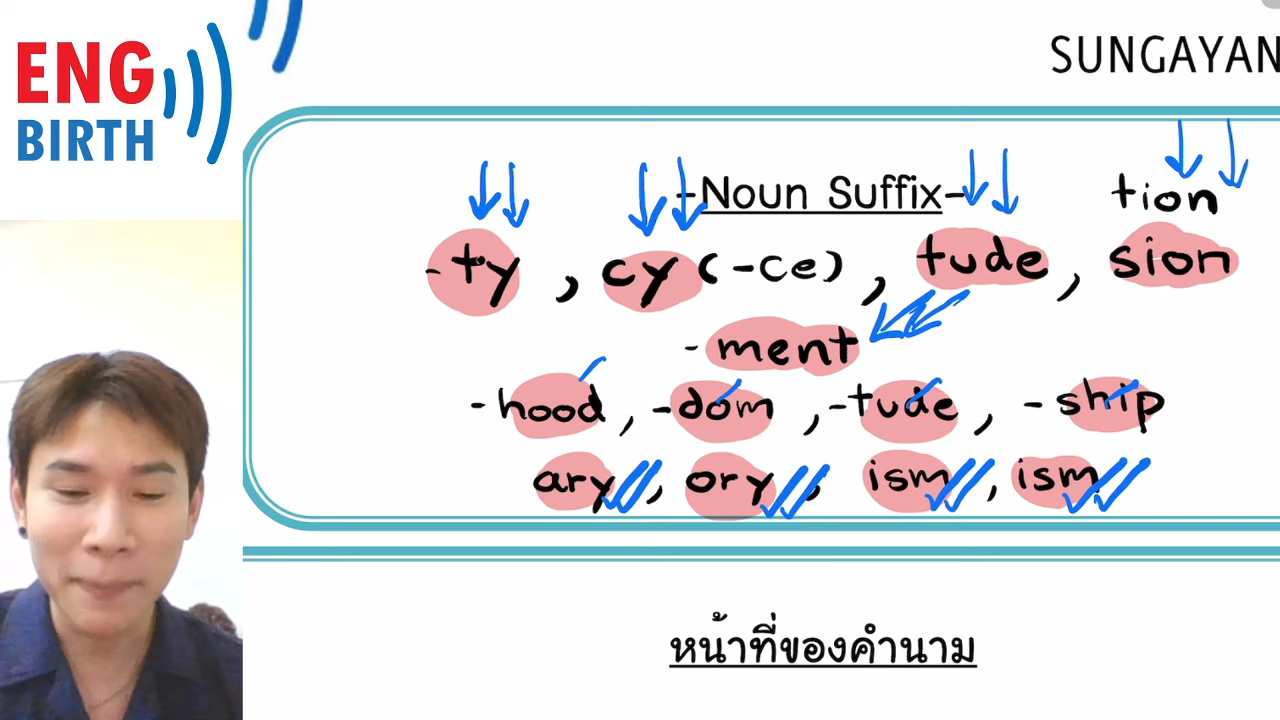 ENG
BIRTH
SUNGAYAN
-Noun Suffix-
tion
-ty, cy(-ce), tude, sion
-ment
-hood, -dom, -tude, -ship
ary, ory, ism, ism
หน้าที่ของคำนาม